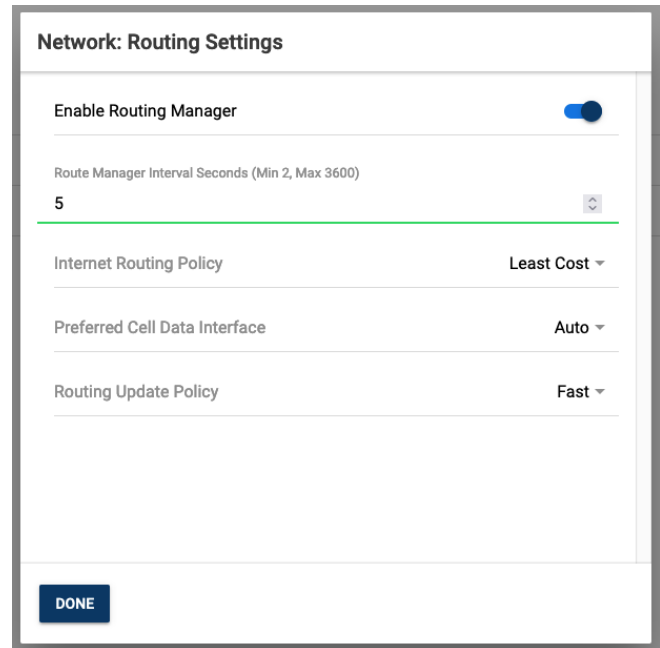 Network: Routing Settings
Enable Routing Manager
Route Manager Interval Seconds (Min 2, Max 3600)
5
Internet Routing Policy Least Cost
Preferred Cell Data Interface Auto
Routing Update Policy Fast
DONE